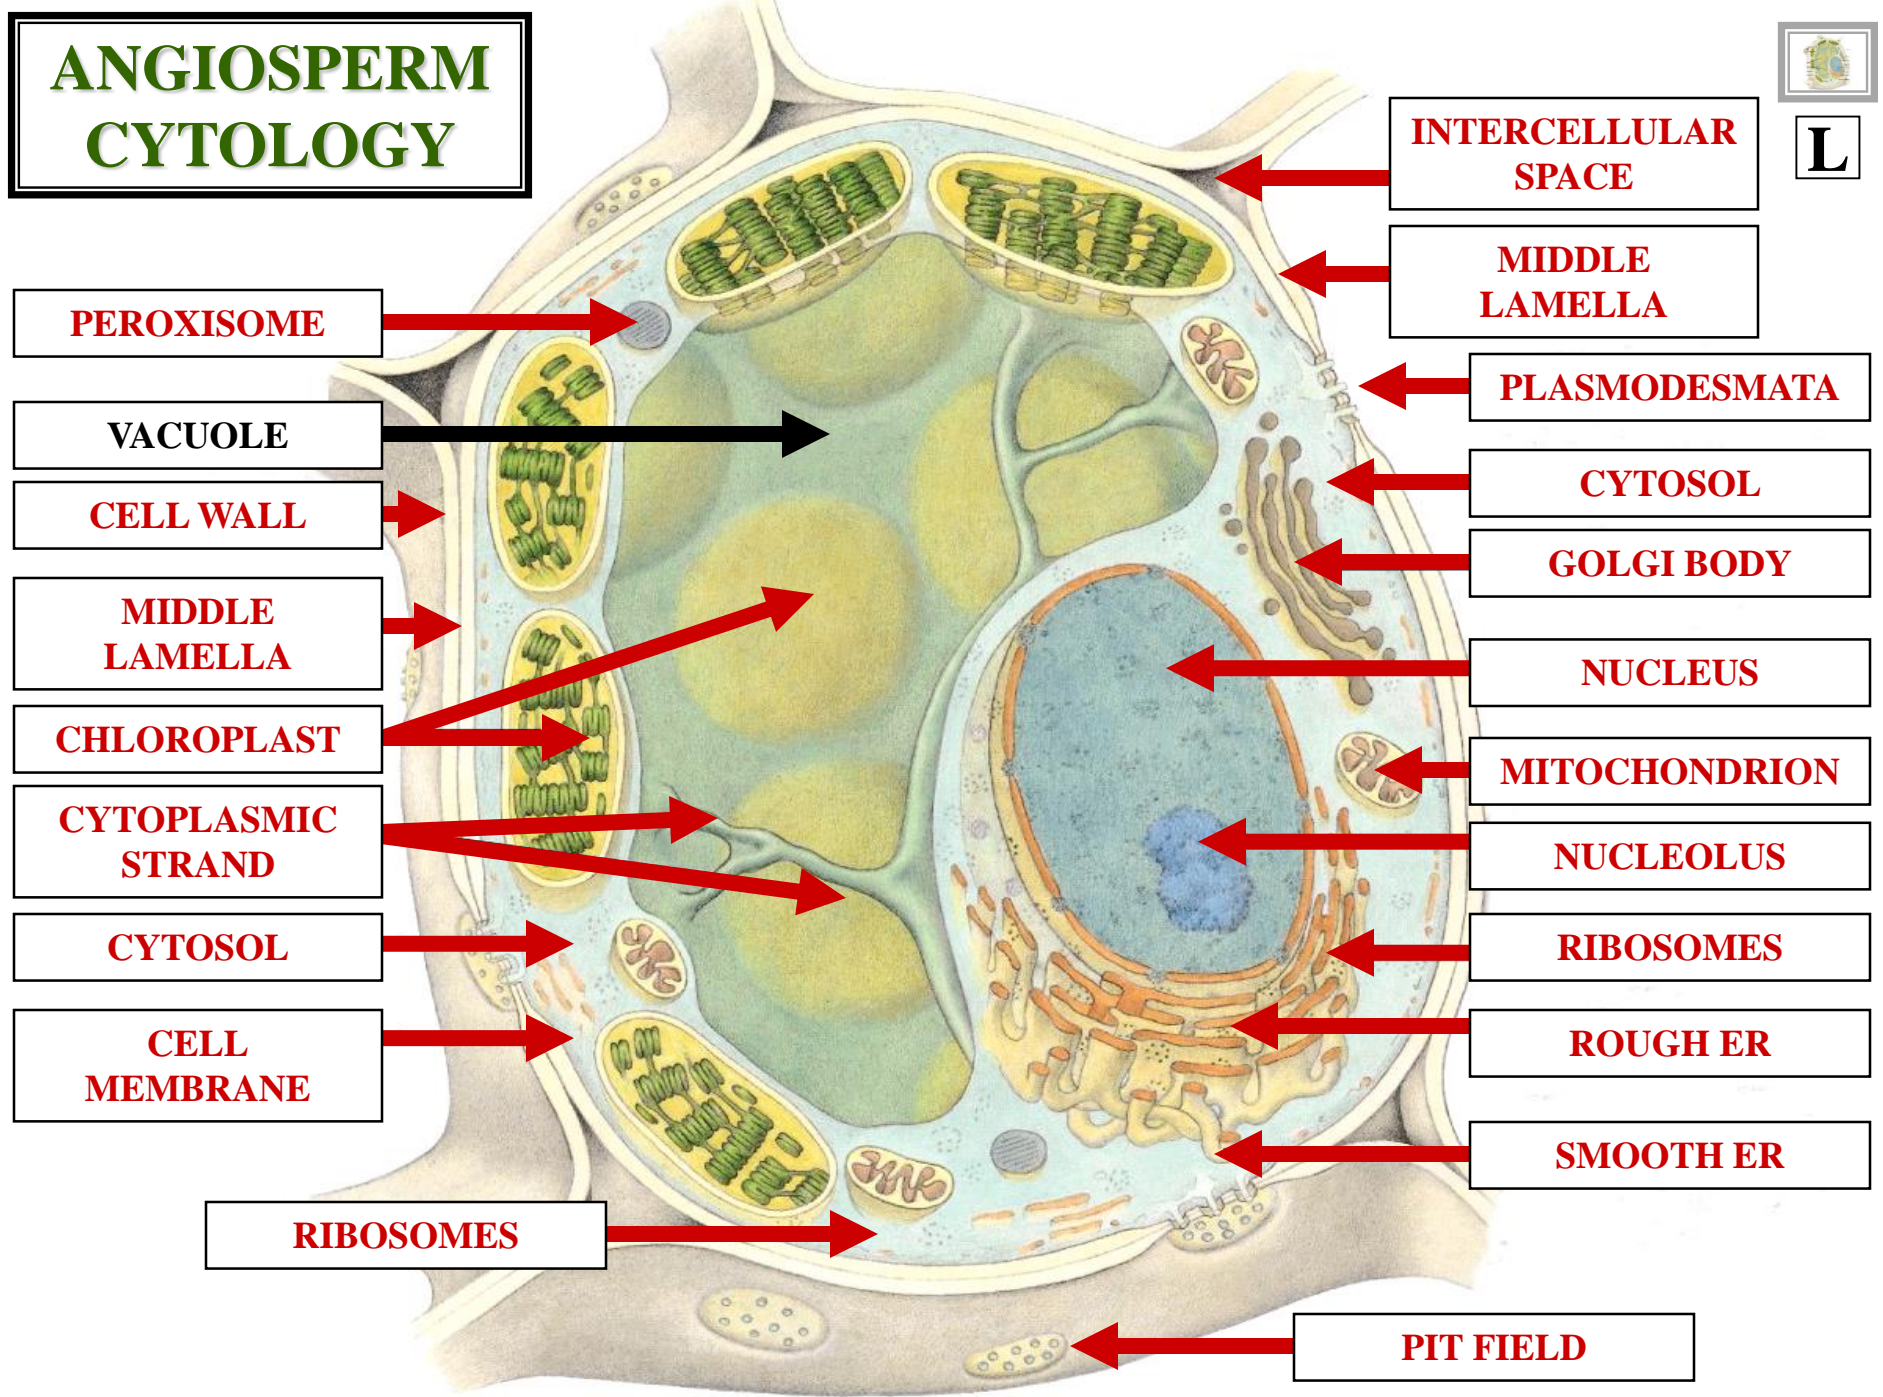 ANGIOSPERM
CYTOLOGY
L
PEROXISOME
VACUOLE
CELL WALL
MIDDLE
LAMELLA
CHLOROPLAST
CYTOPLASMIC
STRAND
CYTOSOL
CELL
MEMBRANE
RIBOSOMES
INTERCELLULAR
SPACE
MIDDLE
LAMELLA
PLASMODESMATA
CYTOSOL
GOLGI BODY
NUCLEUS
MITOCHONDRION
NUCLEOLUS
RIBOSOMES
ROUGH ER
SMOOTH ER
PIT FIELD